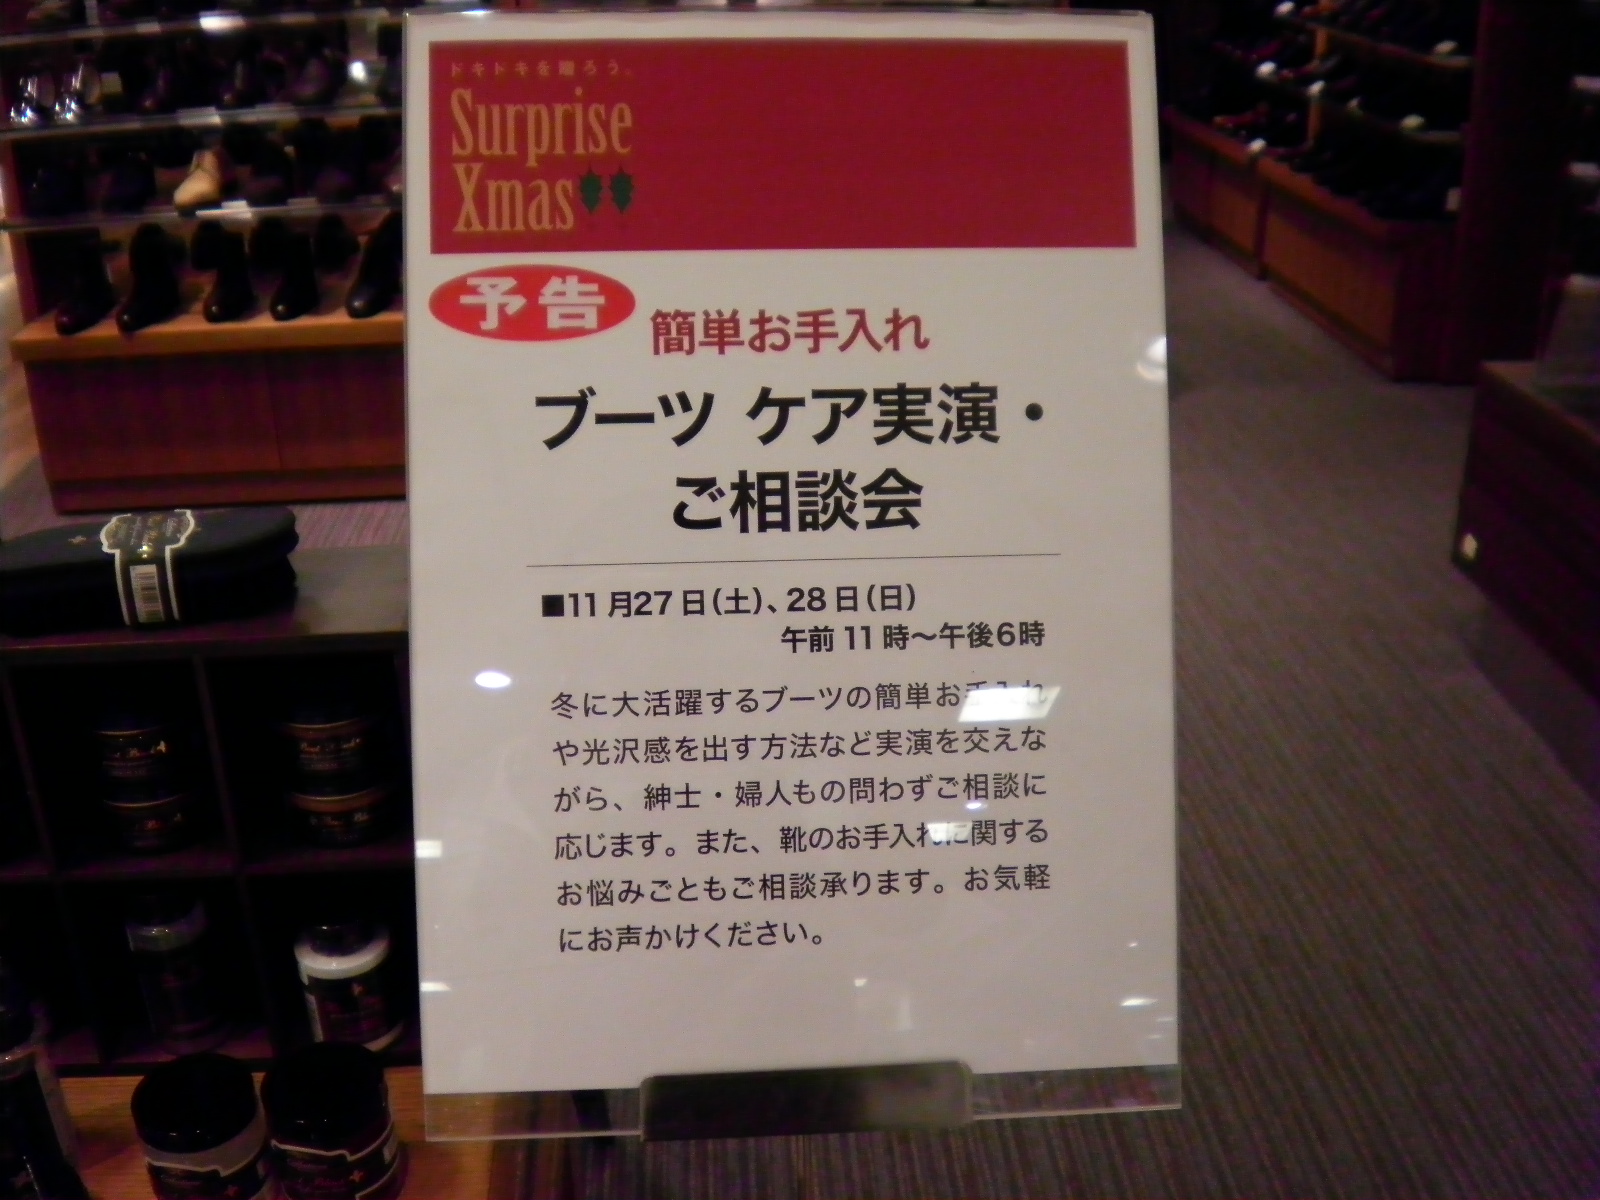 ドキドキを贈ろう。
Surprise
Xmas
予告
簡単お手入れ
ブーツ ケア実演・
ご相談会
■11月27日(土)、28日(日)
午前11時〜午後6時
冬に大活躍するブーツの簡単お手入れ
や光沢感を出す方法など実演を交えな
がら、紳士・婦人もの問わずご相談に
応じます。また、靴のお手入れに関する
お悩みごともご相談承ります。お気軽
にお声かけください。